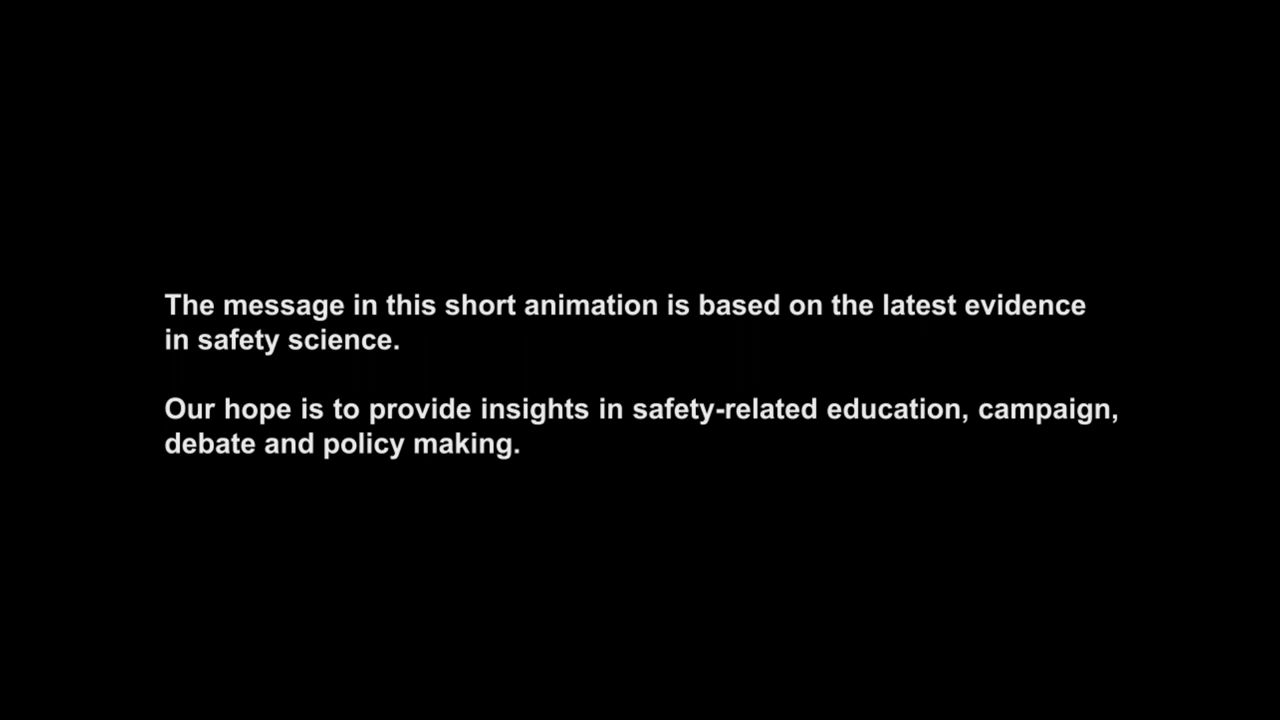 The message in this short animation is based on the latest evidence
in safety science.
Our hope is to provide insights in safety-related education, campaign,
debate and policy making.